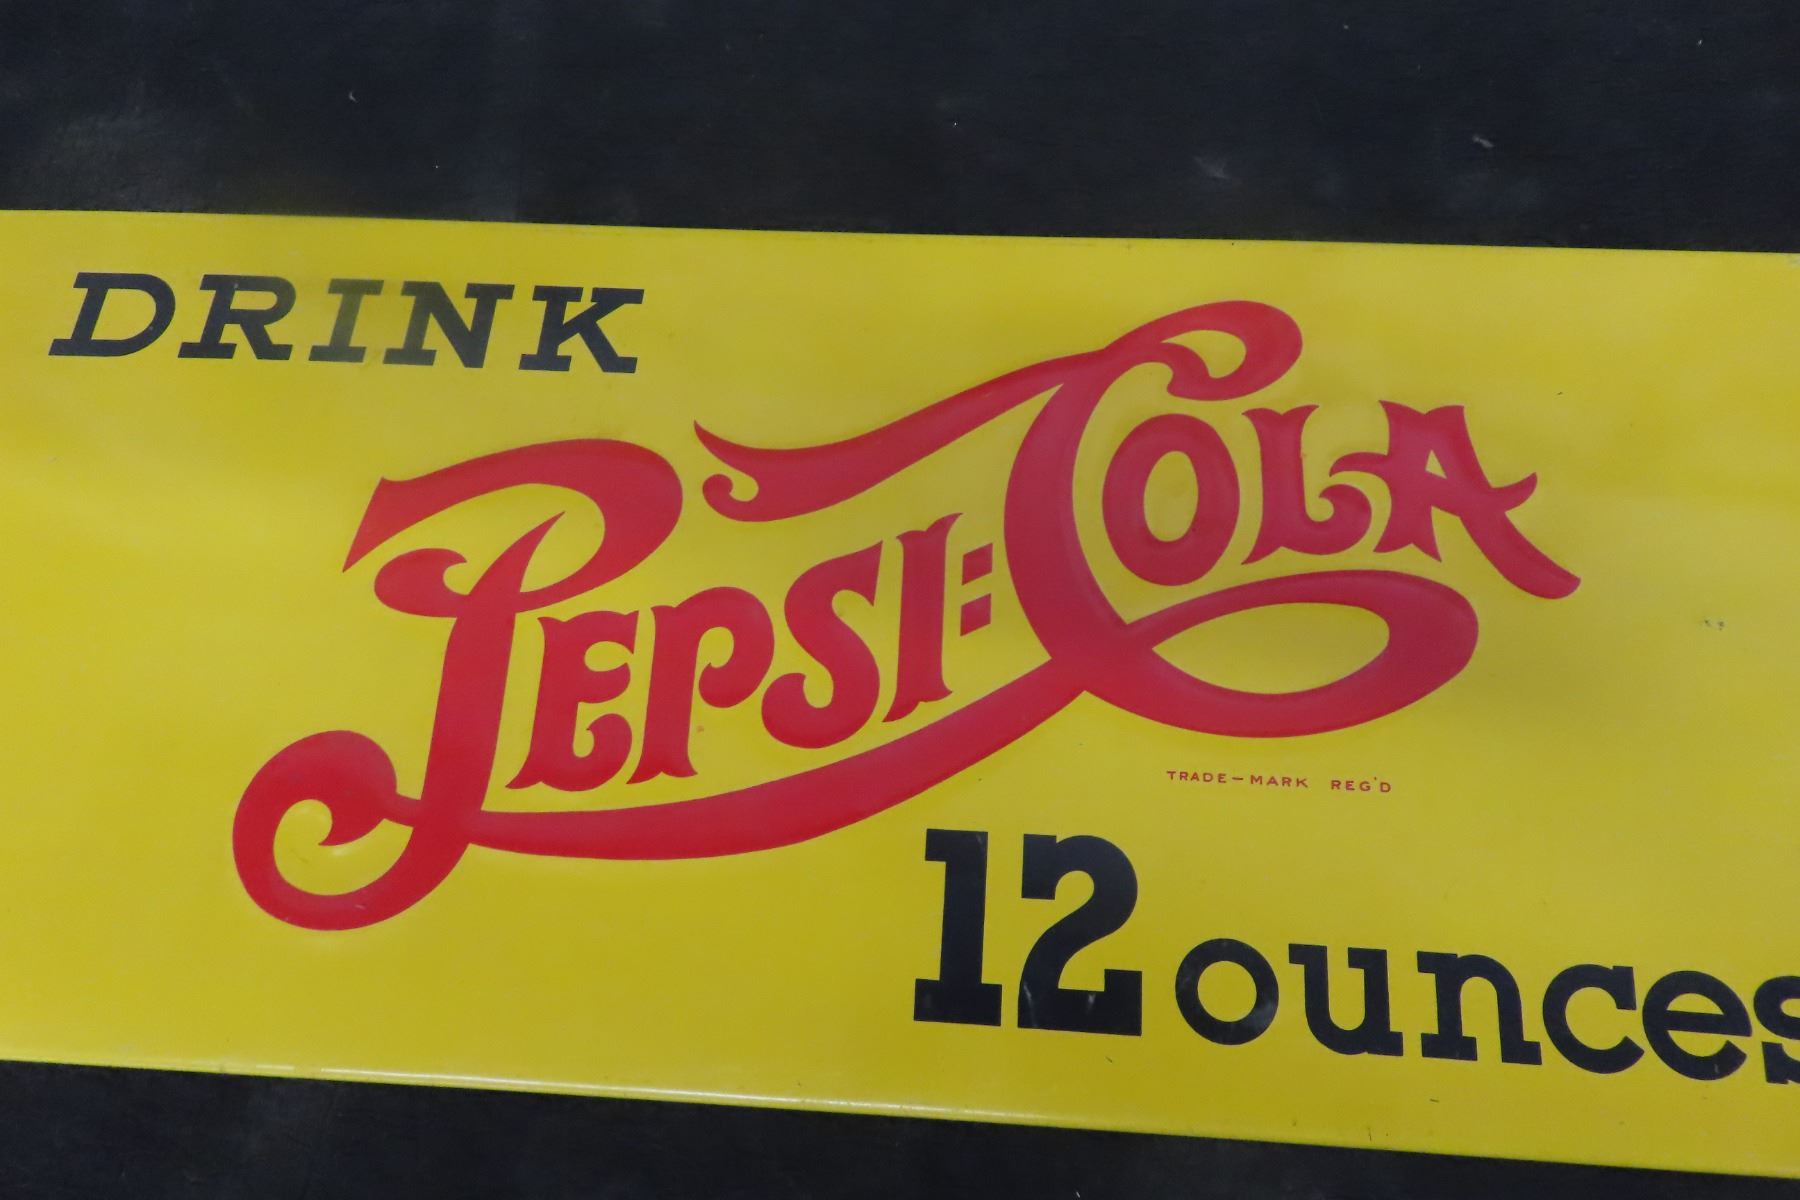 DRINK
PEPSI:COLA
TRADE-MARK REG'D
12 ounces